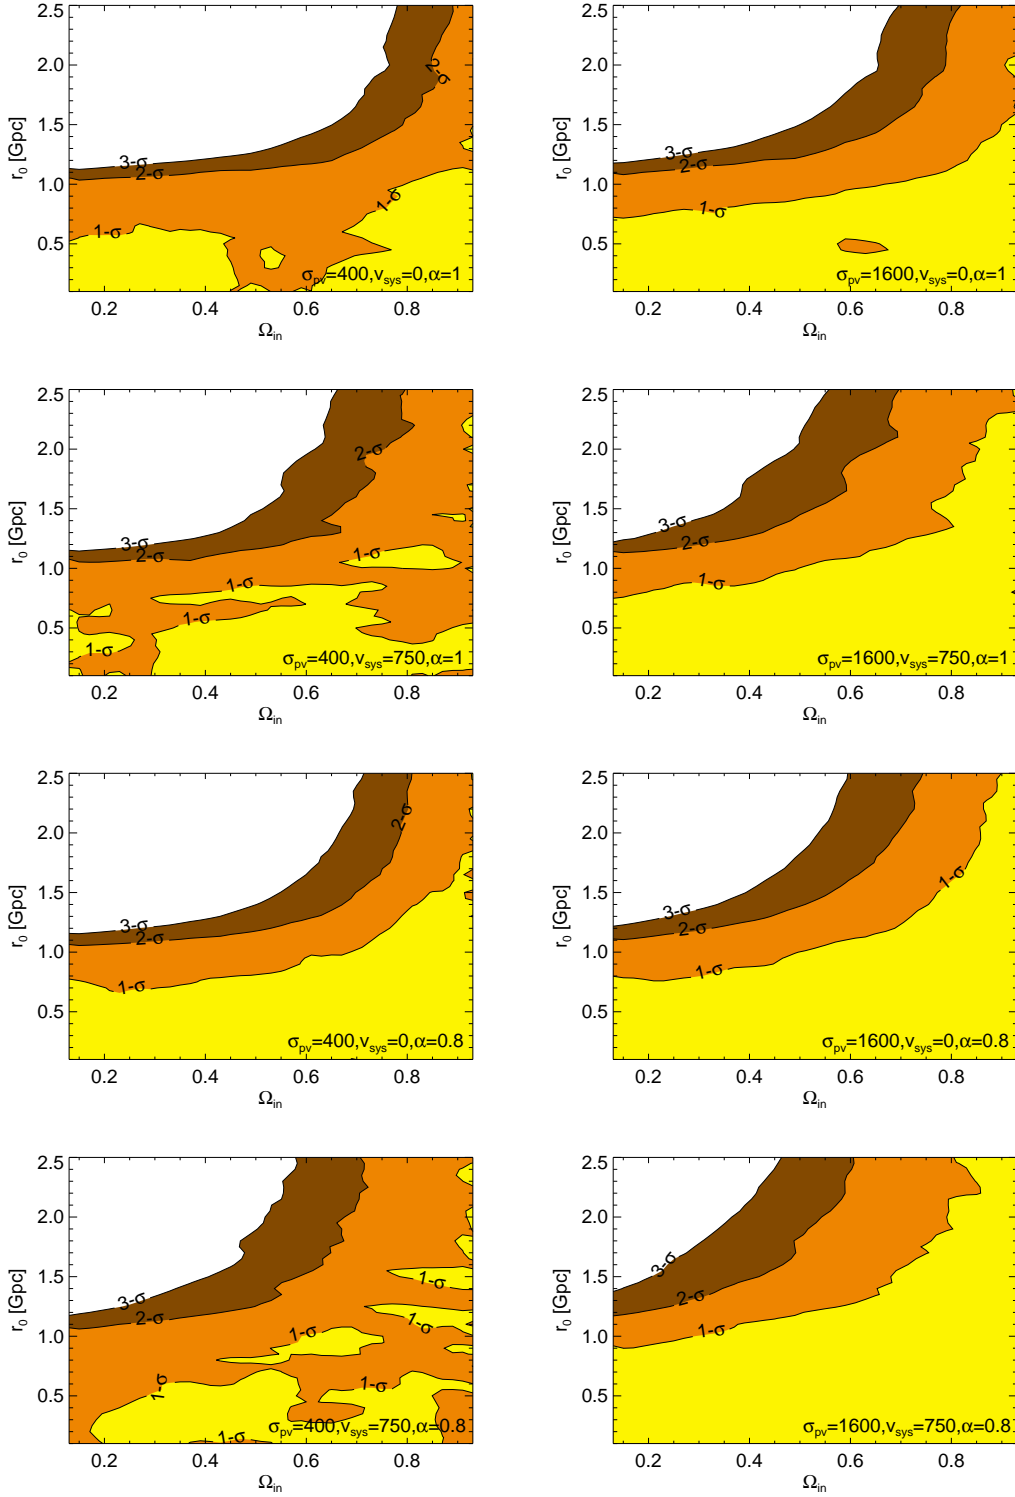 2.5
2.0
1.5
1.0
0.5
r₀ [Gpc]
3-σ
2-σ
2-σ
1-σ
1-σ
σpv=400,vsys=0,α=1
0.2 0.4 0.6 0.8
Ωin
2.5
2.0
1.5
1.0
0.5
r₀ [Gpc]
3-σ
2-σ
1-σ
σpv=1600,vsys=0,α=1
0.2 0.4 0.6 0.8
Ωin
2.5
2.0
1.5
1.0
0.5
r₀ [Gpc]
2-σ
3-σ
2-σ
1-σ
1-σ
1-σ
1-σ
σpv=400,vsys=750,α=1
0.2 0.4 0.6 0.8
Ωin
2.5
2.0
1.5
1.0
0.5
r₀ [Gpc]
3-σ
2-σ
1-σ
σpv=1600,vsys=750,α=1
0.2 0.4 0.6 0.8
Ωin
2.5
2.0
1.5
1.0
0.5
r₀ [Gpc]
2-σ
3-σ
2-σ
1-σ
σpv=400,vsys=0,α=0.8
0.2 0.4 0.6 0.8
Ωin
2.5
2.0
1.5
1.0
0.5
r₀ [Gpc]
1-σ
3-σ
2-σ
1-σ
σpv=1600,vsys=0,α=0.8
0.2 0.4 0.6 0.8
Ωin
2.5
2.0
1.5
1.0
0.5
r₀ [Gpc]
1-σ
3-σ
2-σ
1-σ
1-σ
1-σ
1-σ
1-σ
σpv=400,vsys=750,α=0.8
0.2 0.4 0.6 0.8
Ωin
2.5
2.0
1.5
1.0
0.5
r₀ [Gpc]
3-σ
2-σ
1-σ
σpv=1600,vsys=750,α=0.8
0.2 0.4 0.6 0.8
Ωin